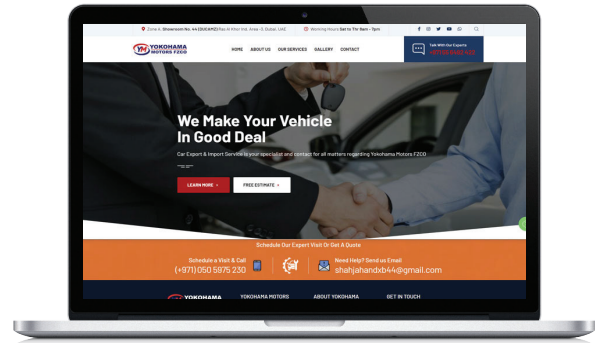 Zone A. Showroom No. 44 (DUCAMZ) Ras Al Khor Ind. Area -3, Dubai, UAE
Working Hours Sat to Thr 9am - 7pm
YOKOHAMA
MOTORS FZCO
HOME ABOUT US OUR SERVICES GALLERY CONTACT
Talk With Our Experts
We Make Your Vehicle
In Good Deal
Car Export & Import Service is your specialist and contact for all matters regarding Yokohama Motors FZCO
LEARN MORE
FREE ESTIMATE
Schedule Our Expert Visit Or Get A Quote
Schedule a Visit & Call
(+971) 050 5975 230
Need Help? Send us Email
shahjahandxb44@gmail.com
YOKOHAMA
YOKOHAMA MOTORS
ABOUT YOKOHAMA
GET IN TOUCH